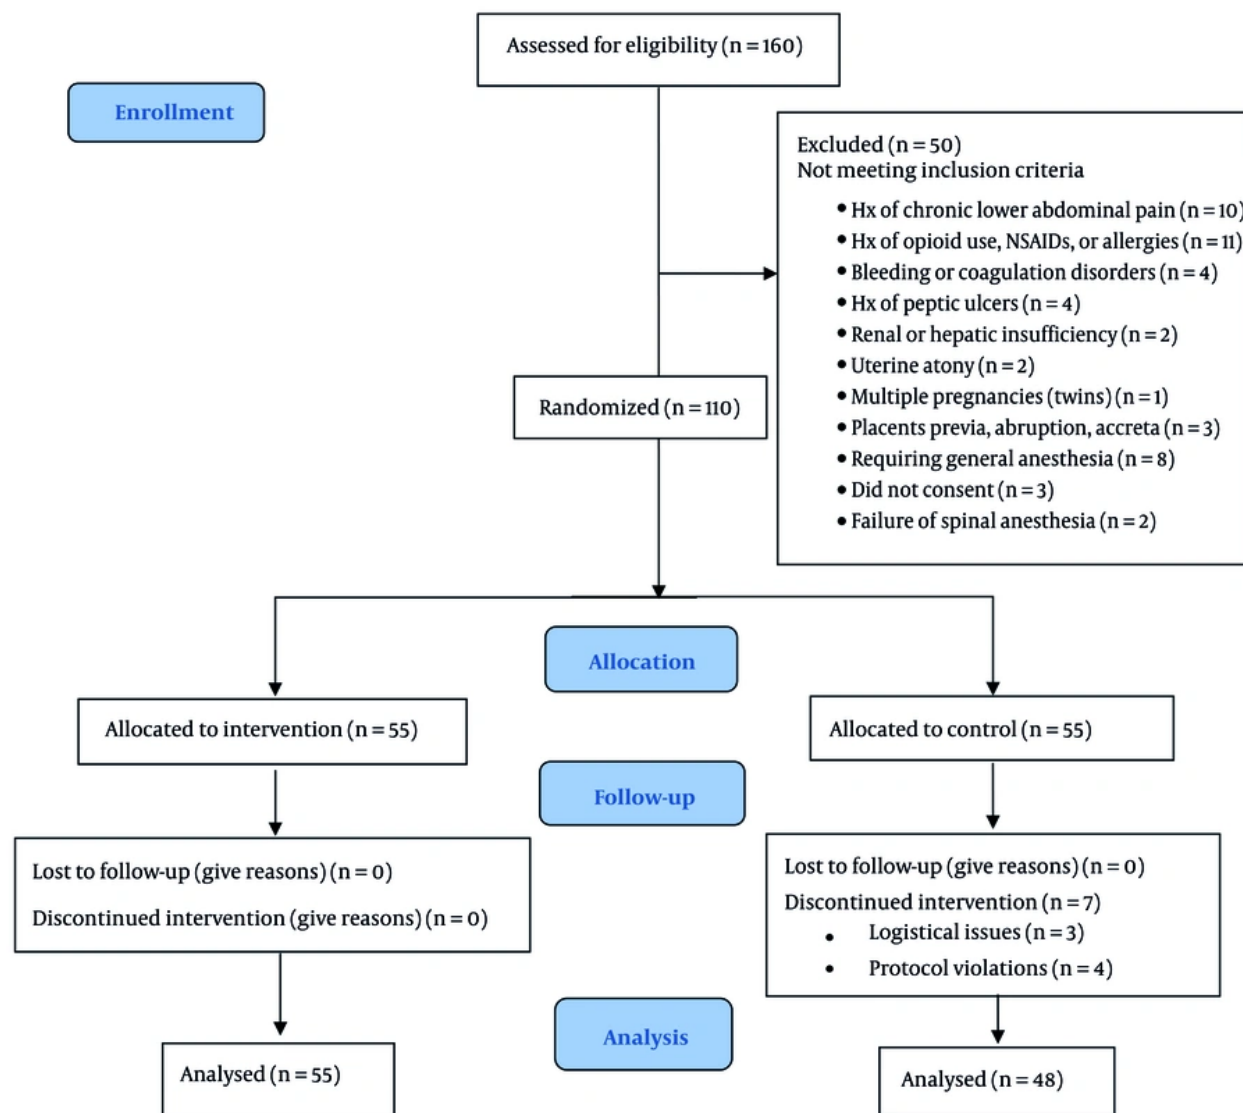 Assessed for eligibility (n = 160)
Enrollment
Excluded (n = 50)
Not meeting inclusion criteria
• Hx of chronic lower abdominal pain (n = 10)
• Hx of opioid use, NSAIDs, or allergies (n = 11)
• Bleeding or coagulation disorders (n = 4)
• Hx of peptic ulcers (n = 4)
• Renal or hepatic insufficiency (n = 2)
• Uterine atony (n = 2)
• Multiple pregnancies (twins) (n = 1)
• Placents previa, abruption, accreta (n = 3)
• Requiring general anesthesia (n = 8)
• Did not consent (n = 3)
• Failure of spinal anesthesia (n = 2)
Randomized (n = 110)
Allocation
Allocated to intervention (n = 55)
Allocated to control (n = 55)
Follow-up
Lost to follow-up (give reasons) (n = 0)
Discontinued intervention (give reasons) (n = 0)
Lost to follow-up (give reasons) (n = 0)
Discontinued intervention (n = 7)
• Logistical issues (n = 3)
• Protocol violations (n = 4)
Analysis
Analysed (n = 55)
Analysed (n = 48)